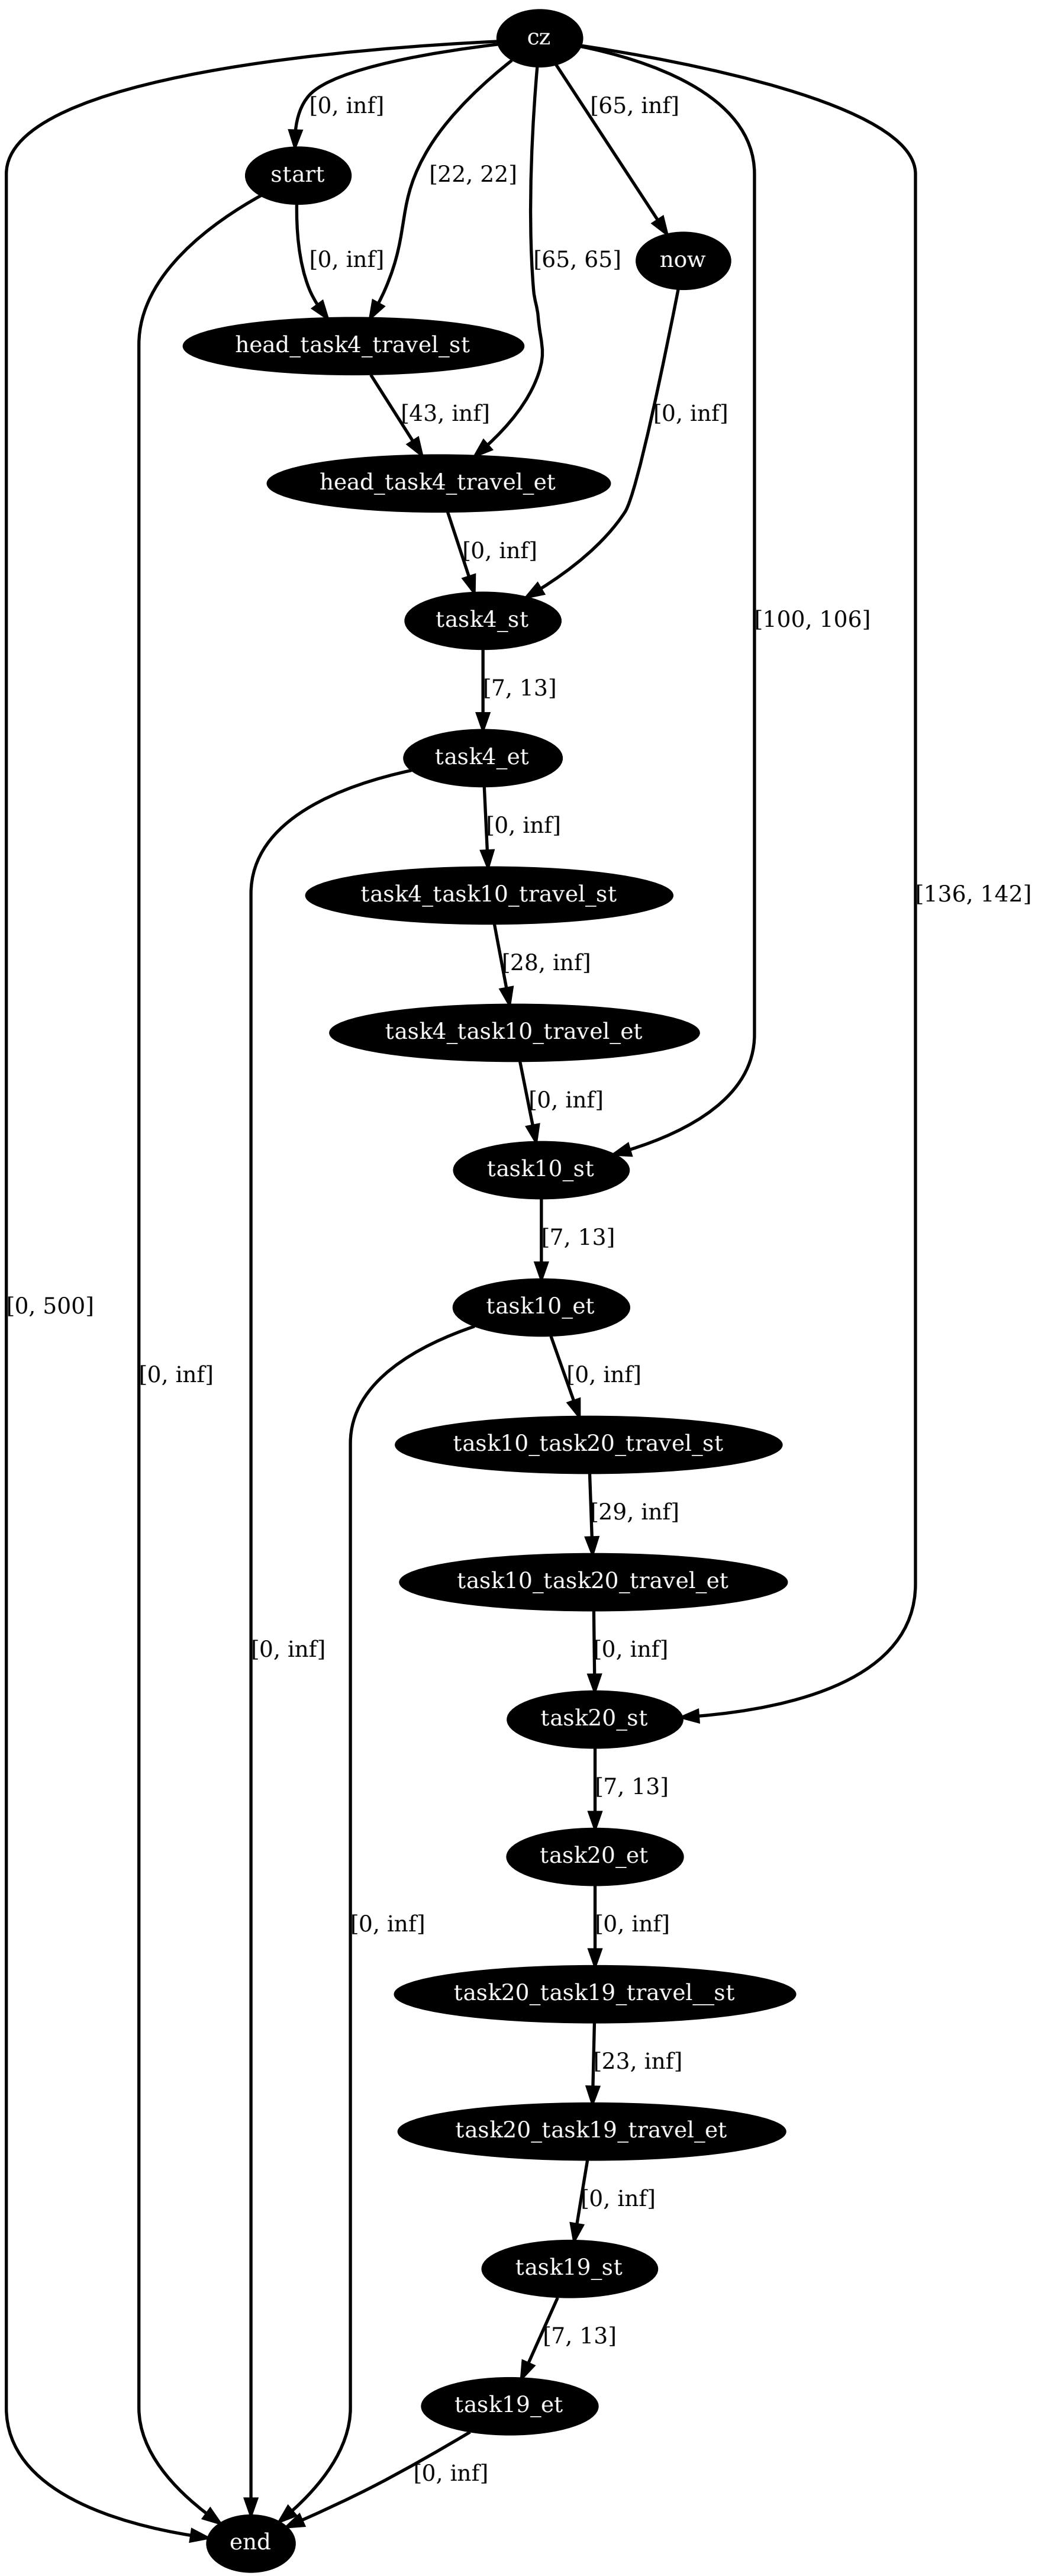 cz
[0, inf]
[65, inf]
start
[22, 22]
now
[0, inf]
[65, 65]
head_task4_travel_st
[43, inf]
[0, inf]
head_task4_travel_et
[0, inf]
task4_st
[100, 106]
[7, 13]
task4_et
[0, inf]
task4_task10_travel_st
[136, 142]
[28, inf]
task4_task10_travel_et
[0, inf]
task10_st
[7, 13]
[0, 500]
task10_et
[0, inf]
[0, inf]
task10_task20_travel_st
[29, inf]
task10_task20_travel_et
[0, inf]
[0, inf]
task20_st
[7, 13]
task20_et
[0, inf]
[0, inf]
task20_task19_travel__st
[23, inf]
task20_task19_travel_et
[0, inf]
task19_st
[7, 13]
task19_et
[0, inf]
end